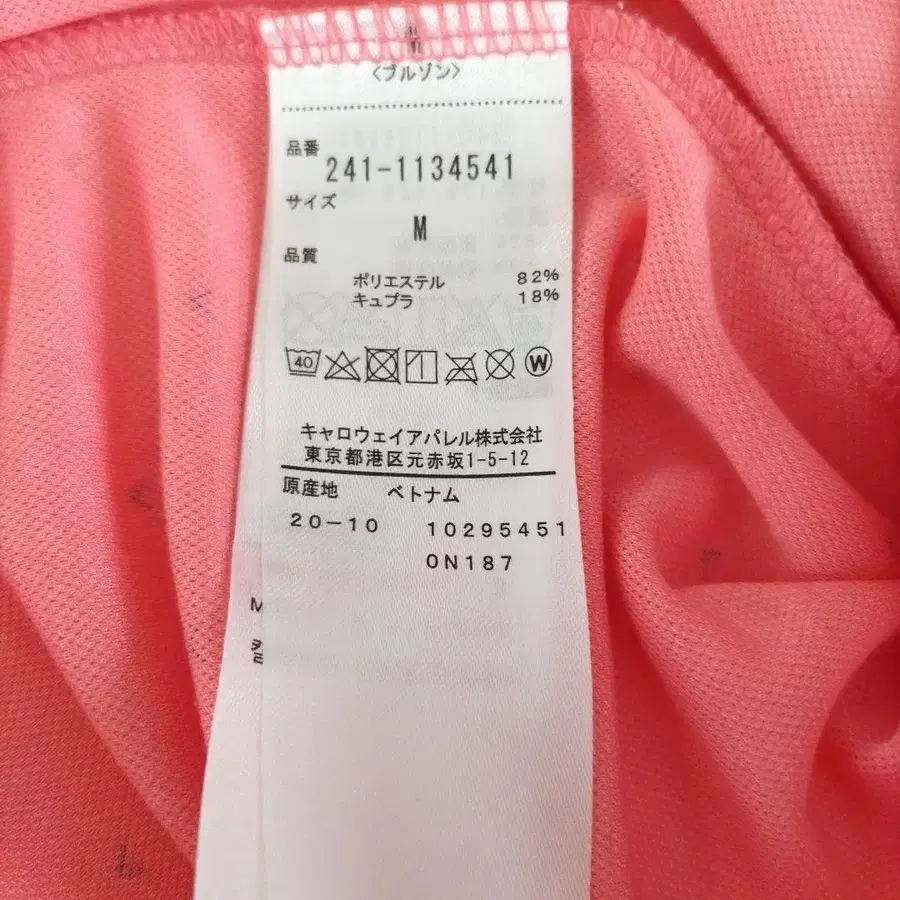 〈ブルゾン〉
品番
241-1134541
サイズ
M
品質
ポリエステル 82%
キュプラ 18%
40
W
キャロウェイアパレル株式会社
東京都港区元赤坂1-5-12
原産地 ベトナム
20-10 10295451
0N187
M